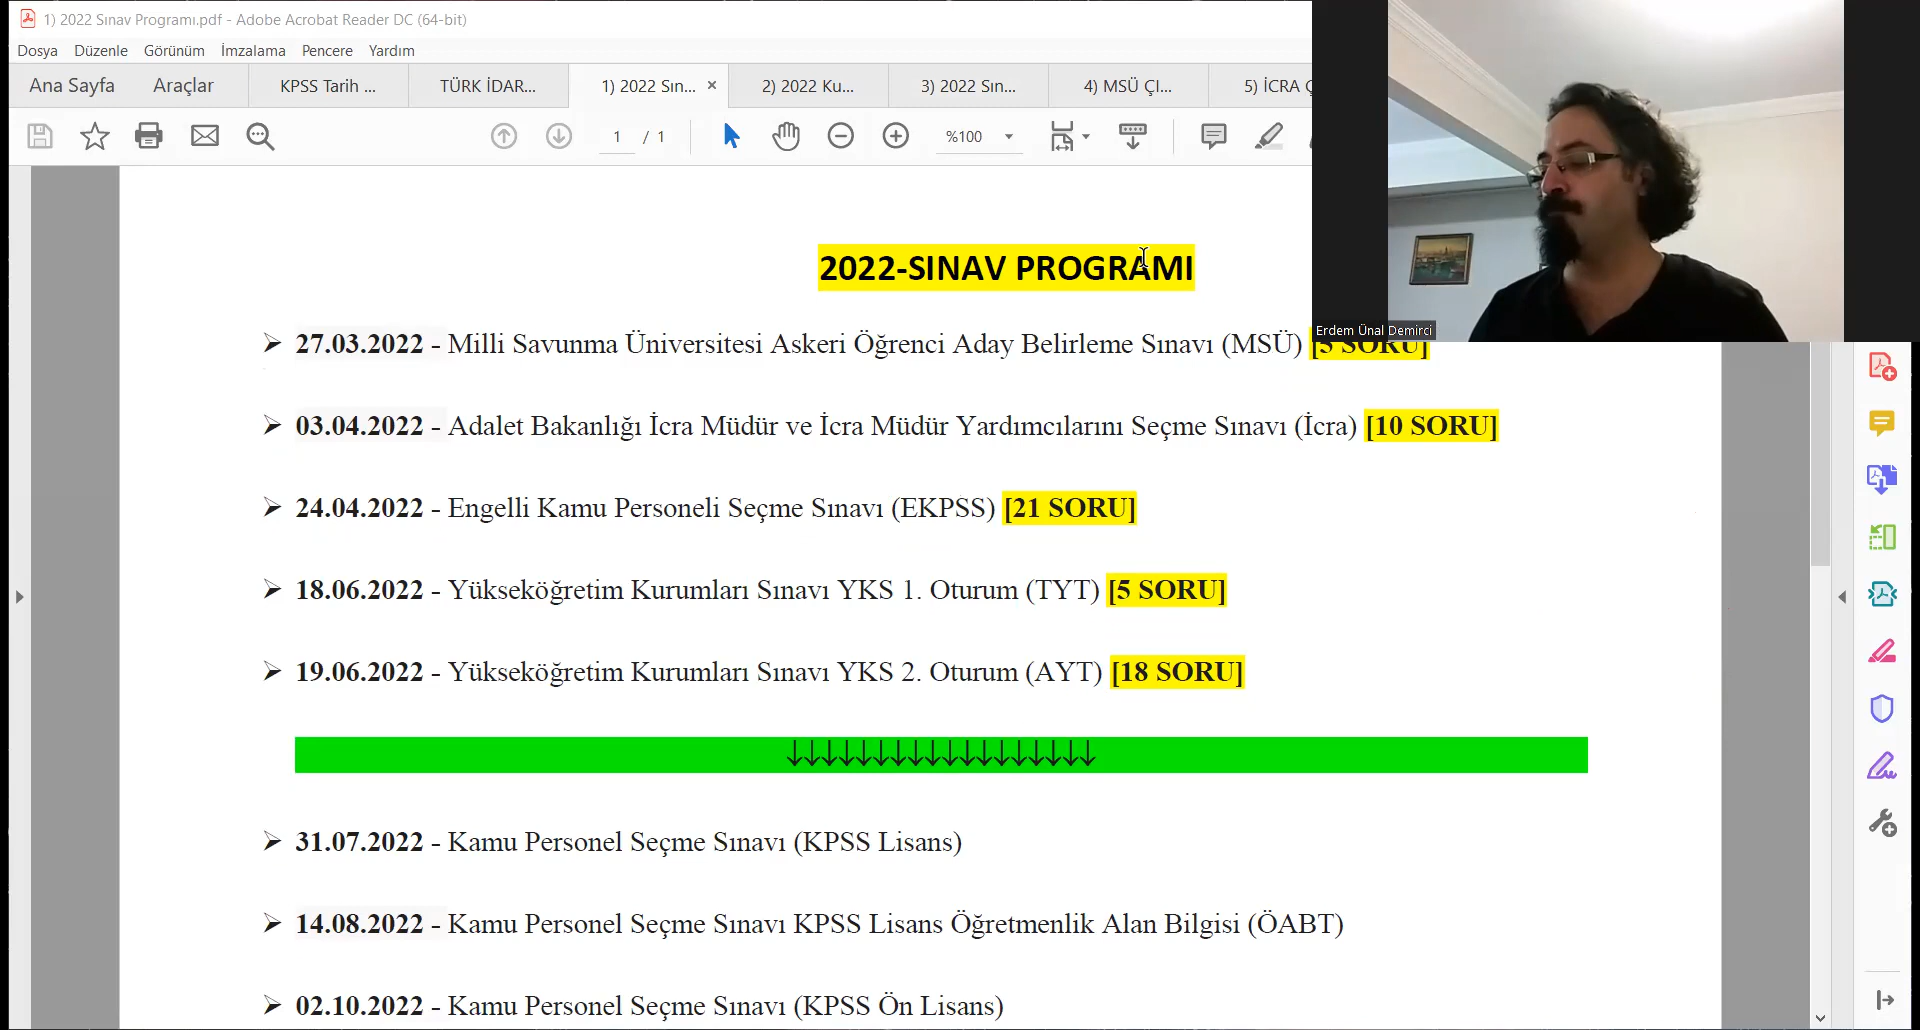 1) 2022 Sınav Programı.pdf - Adobe Acrobat Reader DC (64-bit)
Dosya Düzenle Görünüm İmzalama Pencere Yardım
Ana Sayfa Araçlar KPSS Tarih ... TÜRK İDAR... 1) 2022 Sın... × 2) 2022 Ku... 3) 2022 Sın... 4) MSÜ ÇI... 5) İCRA Ç
1 / 1 %100
2022-SINAV PROGRAMI
Erdem Ünal Demirci
➢ 27.03.2022 - Milli Savunma Üniversitesi Askeri Öğrenci Aday Belirleme Sınavı (MSÜ) [5 SORU]
➢ 03.04.2022 - Adalet Bakanlığı İcra Müdür ve İcra Müdür Yardımcılarını Seçme Sınavı (İcra) [10 SORU]
➢ 24.04.2022 - Engelli Kamu Personeli Seçme Sınavı (EKPSS) [21 SORU]
➢ 18.06.2022 - Yükseköğretim Kurumları Sınavı YKS 1. Oturum (TYT) [5 SORU]
➢ 19.06.2022 - Yükseköğretim Kurumları Sınavı YKS 2. Oturum (AYT) [18 SORU]
↓↓↓↓↓↓↓↓↓↓↓↓↓↓↓↓↓↓
➢ 31.07.2022 - Kamu Personel Seçme Sınavı (KPSS Lisans)
➢ 14.08.2022 - Kamu Personel Seçme Sınavı KPSS Lisans Öğretmenlik Alan Bilgisi (ÖABT)
➢ 02.10.2022 - Kamu Personel Seçme Sınavı (KPSS Ön Lisans)